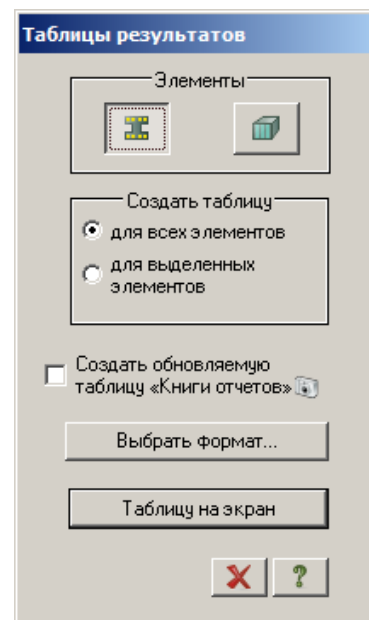 Таблицы результатов
Элементы
Создать таблицу
для всех элементов
для выделенных
элементов
Создать обновляемую
таблицу «Книги отчетов»
Выбрать формат...
Таблицу на экран
?